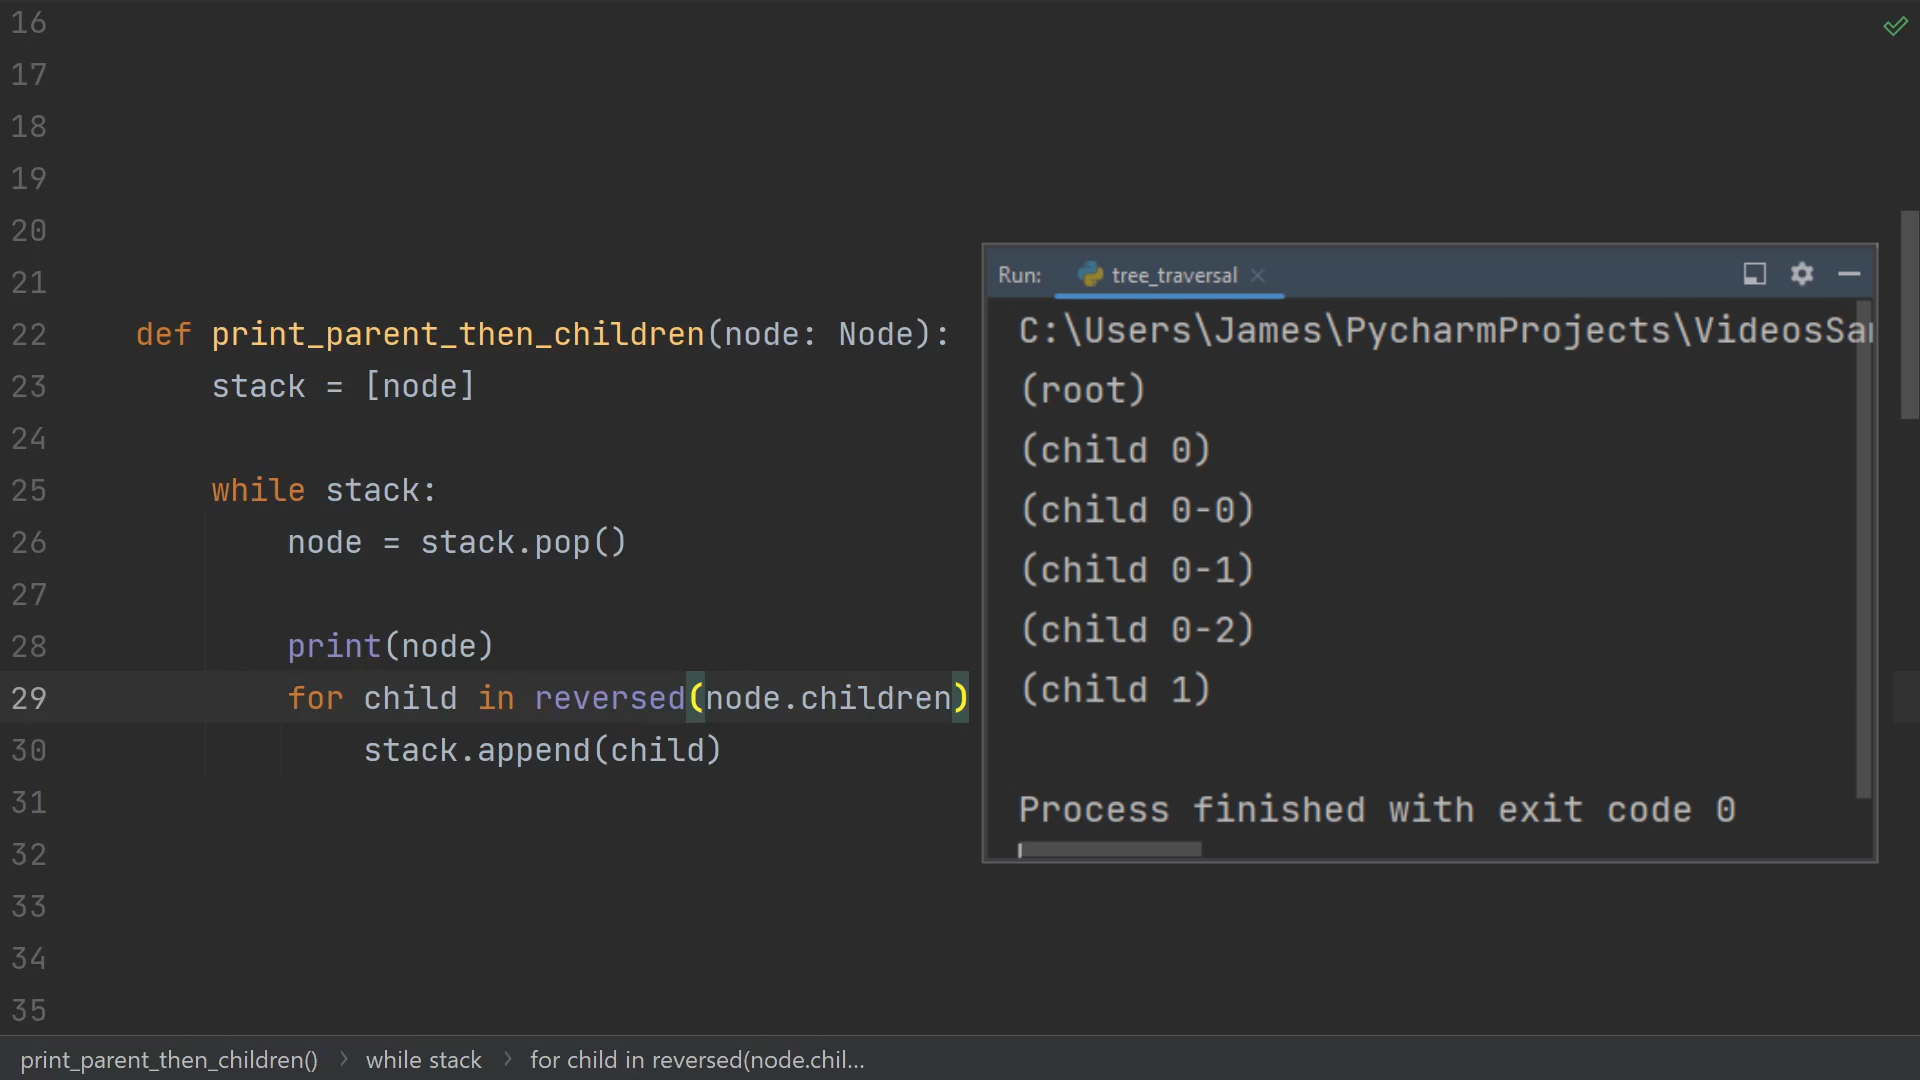 16
17
18
19
20
21
22 def print_parent_then_children(node: Node):
23 stack = [node]
24
25 while stack:
26 node = stack.pop()
27
28 print(node)
29 for child in reversed(node.children)
30 stack.append(child)
31
32
33
34
35
Run: tree_traversal
C:\Users\James\PycharmProjects\VideosSa
(root)
(child 0)
(child 0-0)
(child 0-1)
(child 0-2)
(child 1)
Process finished with exit code 0
print_parent_then_children() › while stack › for child in reversed(node.chil...